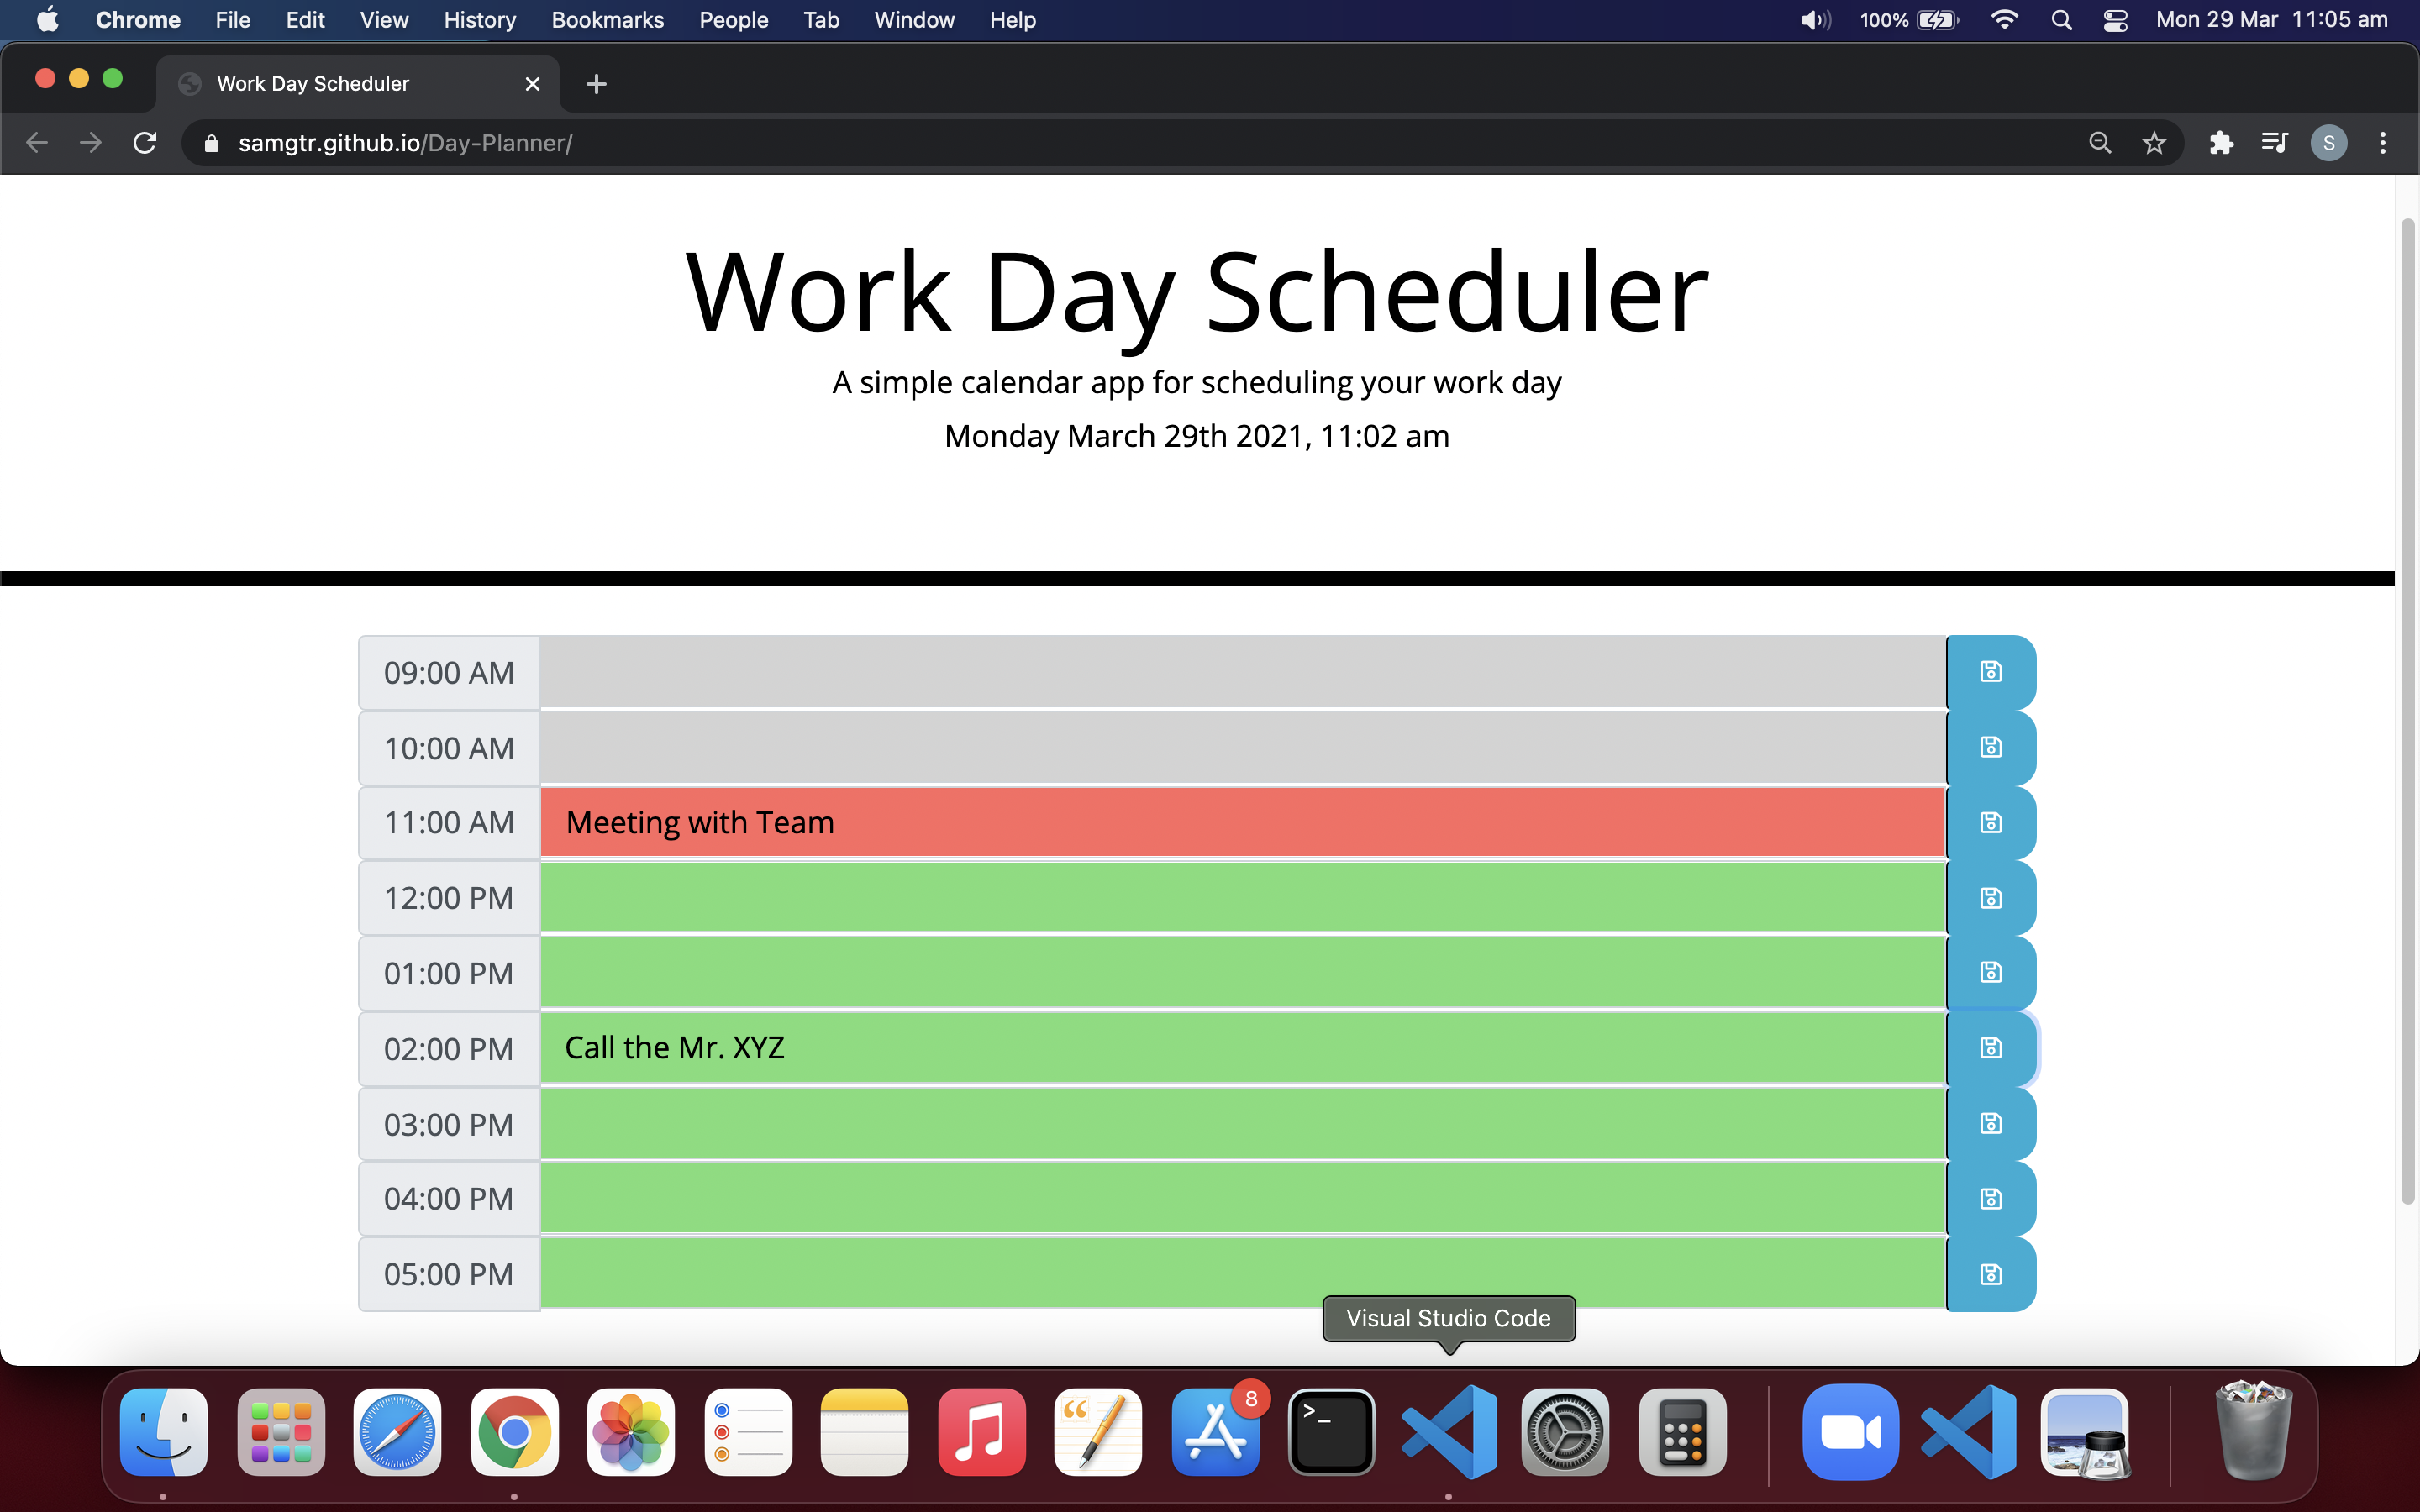 Chrome File Edit View History Bookmarks People Tab Window Help 100% Mon 29 Mar 11:05 am
Work Day Scheduler
samgtr.github.io/Day-Planner/ S
Work Day Scheduler
A simple calendar app for scheduling your work day
Monday March 29th 2021, 11:02 am
09:00 AM
10:00 AM
11:00 AM Meeting with Team
12:00 PM
01:00 PM
02:00 PM Call the Mr. XYZ
03:00 PM
04:00 PM
05:00 PM
Visual Studio Code
8
>_